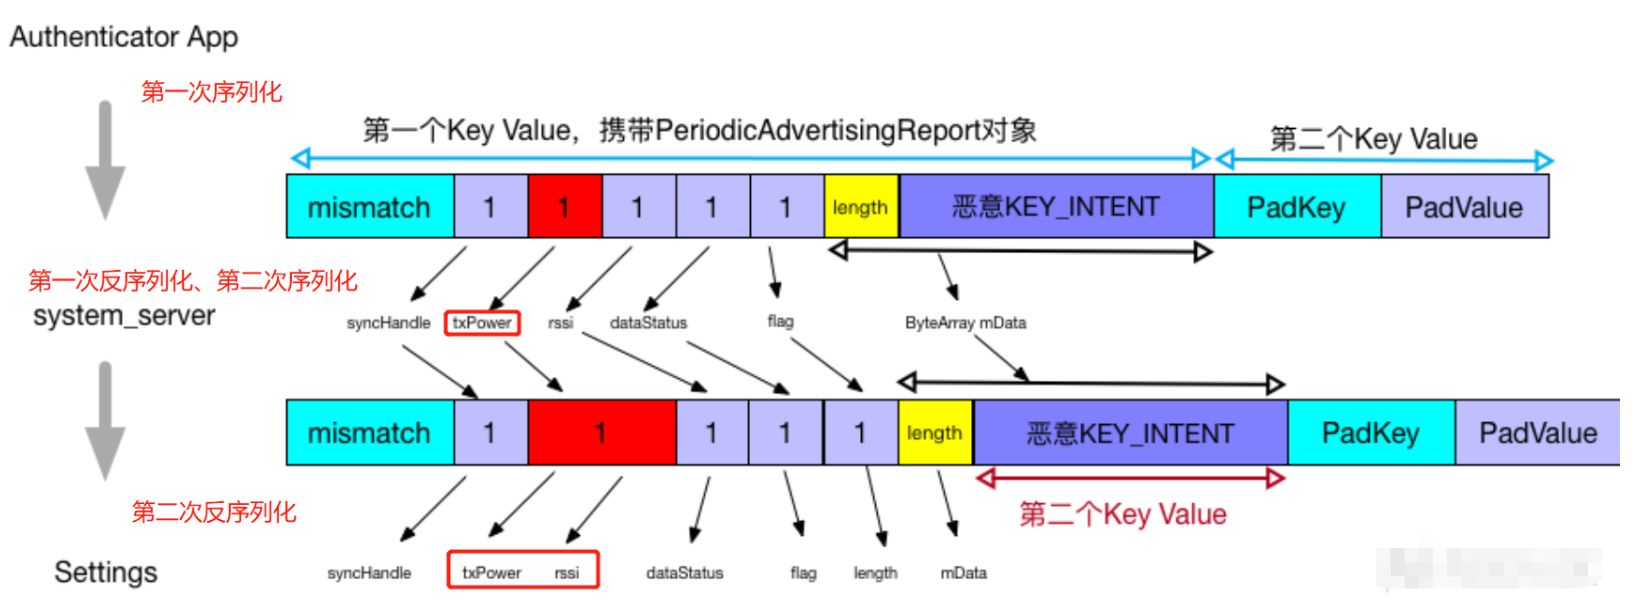 Authenticator App
第一次序列化
第一个Key Value，携带PeriodicAdvertisingReport对象
第二个Key Value
mismatch 1 1 1 1 1 length 恶意KEY_INTENT PadKey PadValue
第一次反序列化、第二次序列化
system_server
syncHandle txPower rssi dataStatus flag ByteArray mData
mismatch 1 1 1 1 1 length 恶意KEY_INTENT PadKey PadValue
第二次反序列化
第二个Key Value
Settings
syncHandle txPower rssi dataStatus flag length mData